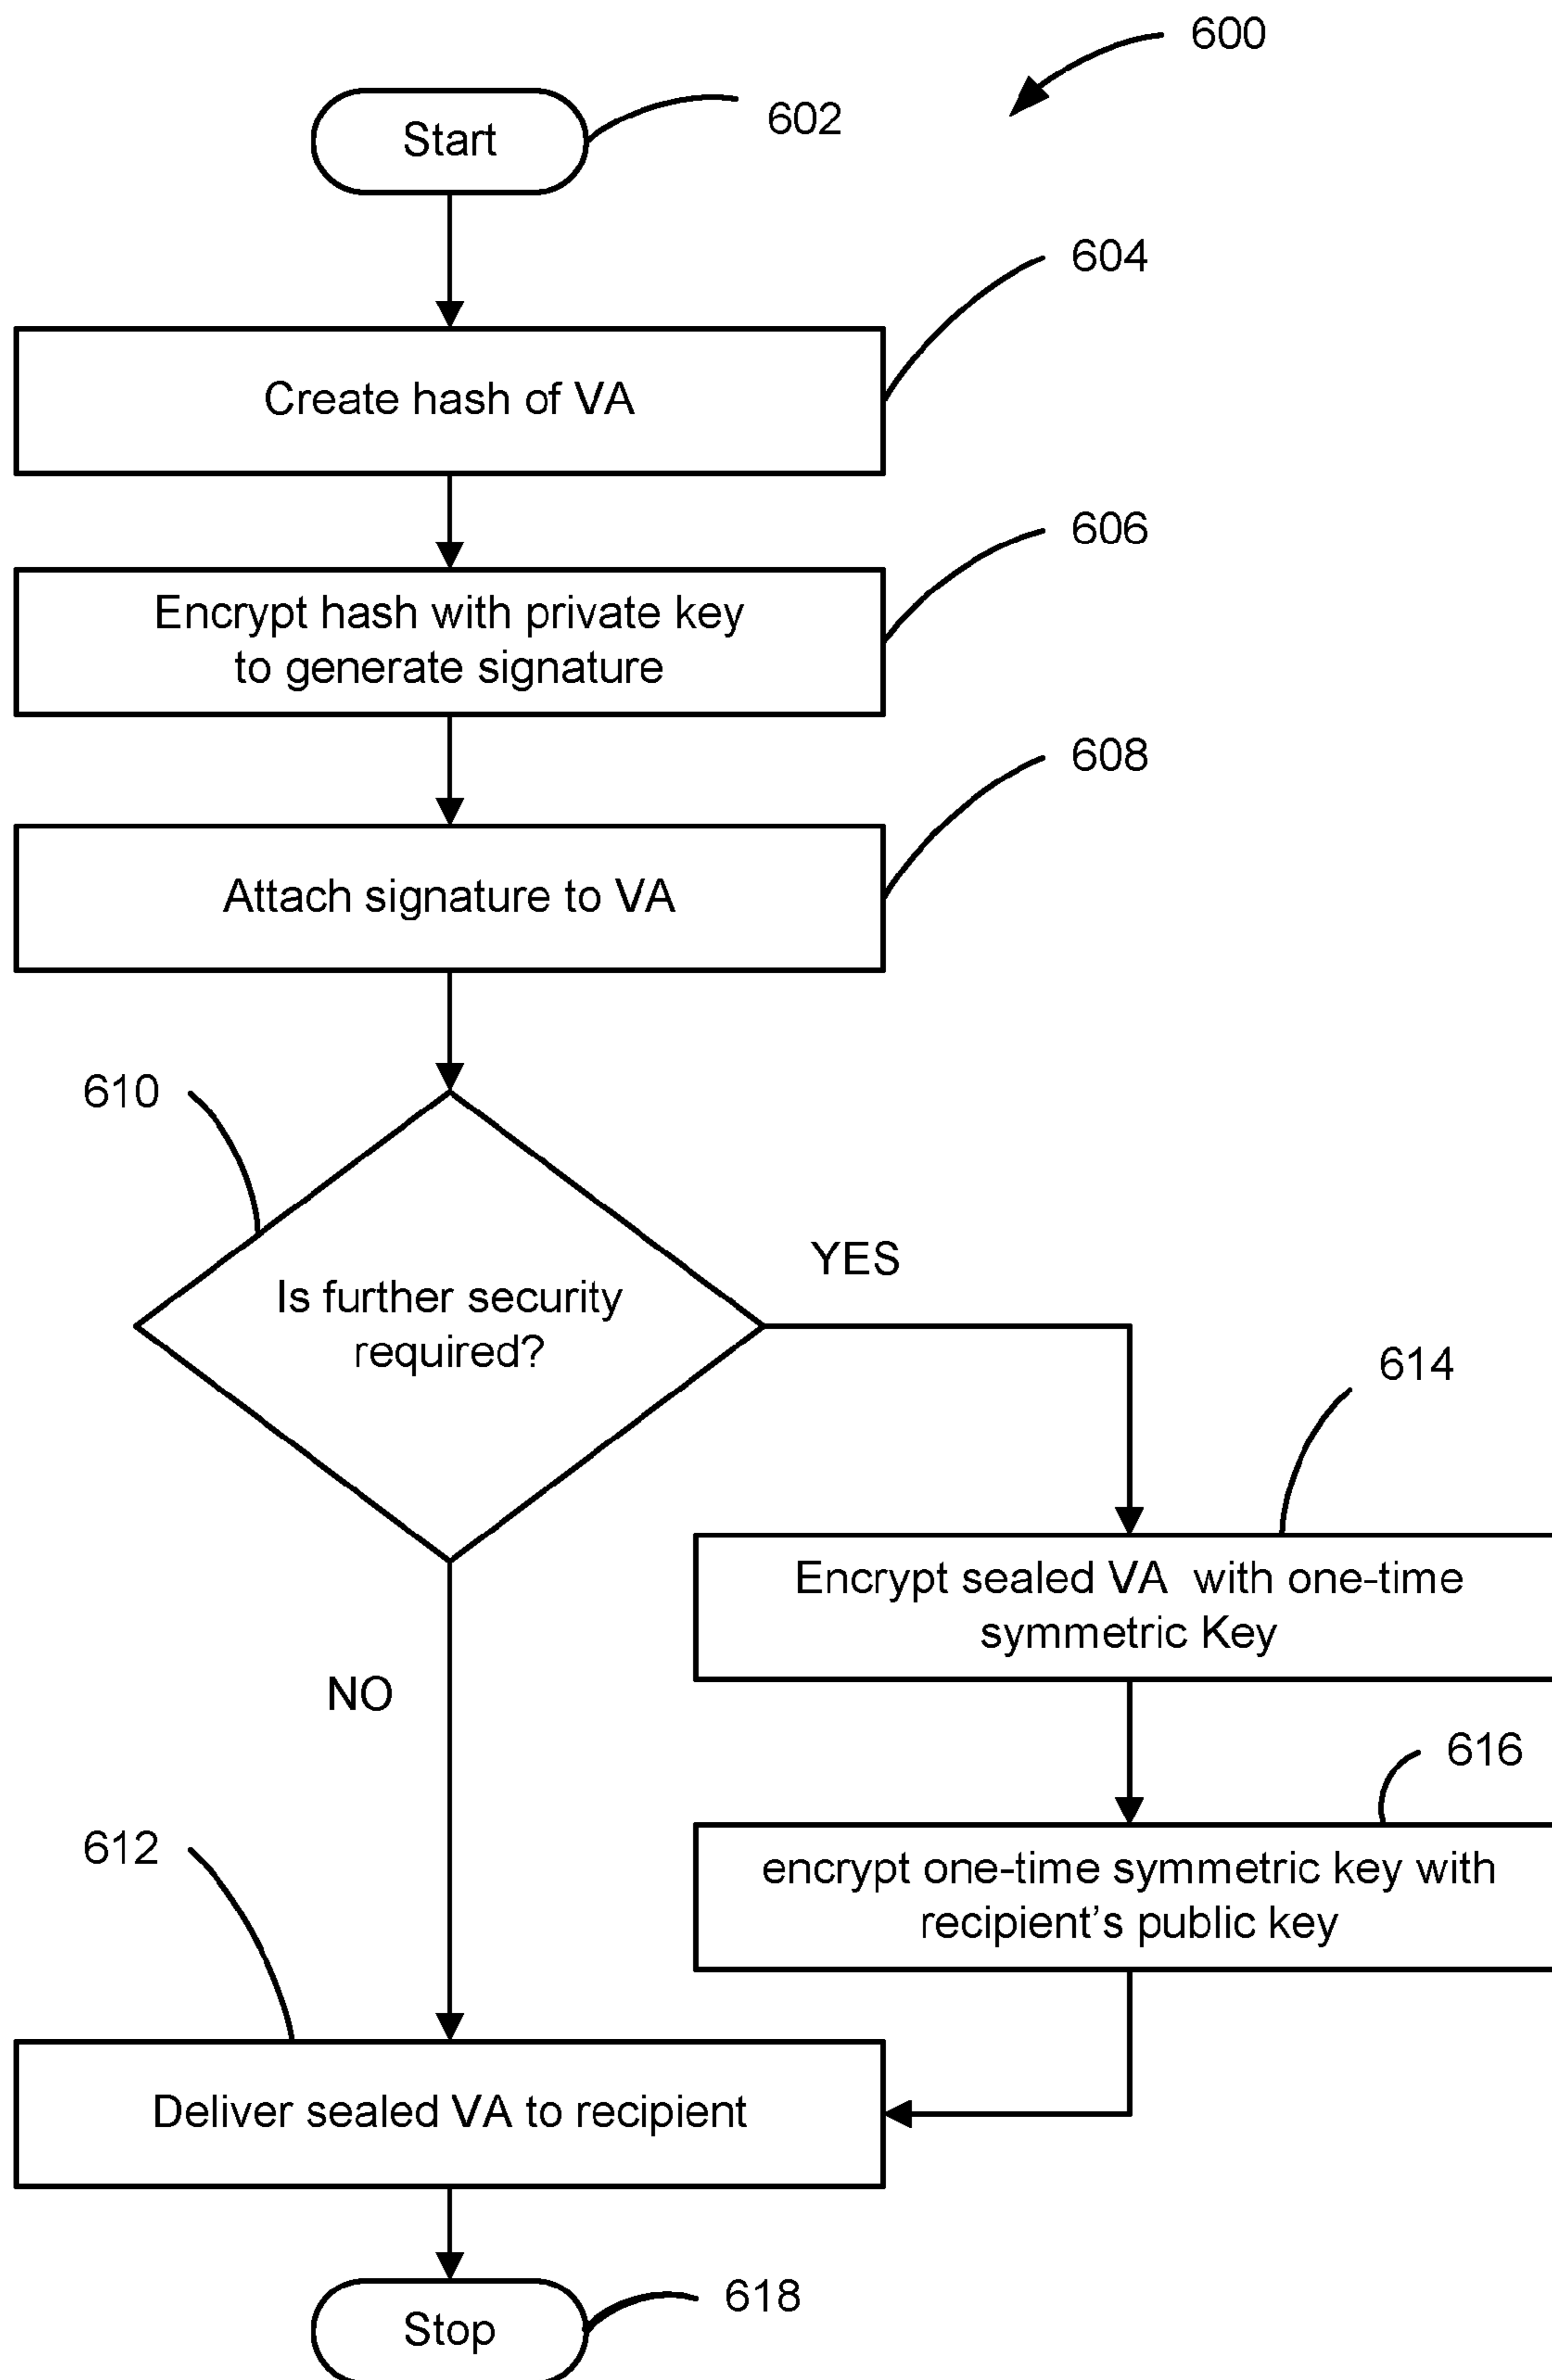 600
Start
602
604
Create hash of VA
606
Encrypt hash with private key
to generate signature
608
Attach signature to VA
610
YES
Is further security
required?
614
Encrypt sealed VA with one-time
symmetric Key
NO
616
encrypt one-time symmetric key with
recipient's public key
612
Deliver sealed VA to recipient
618
Stop